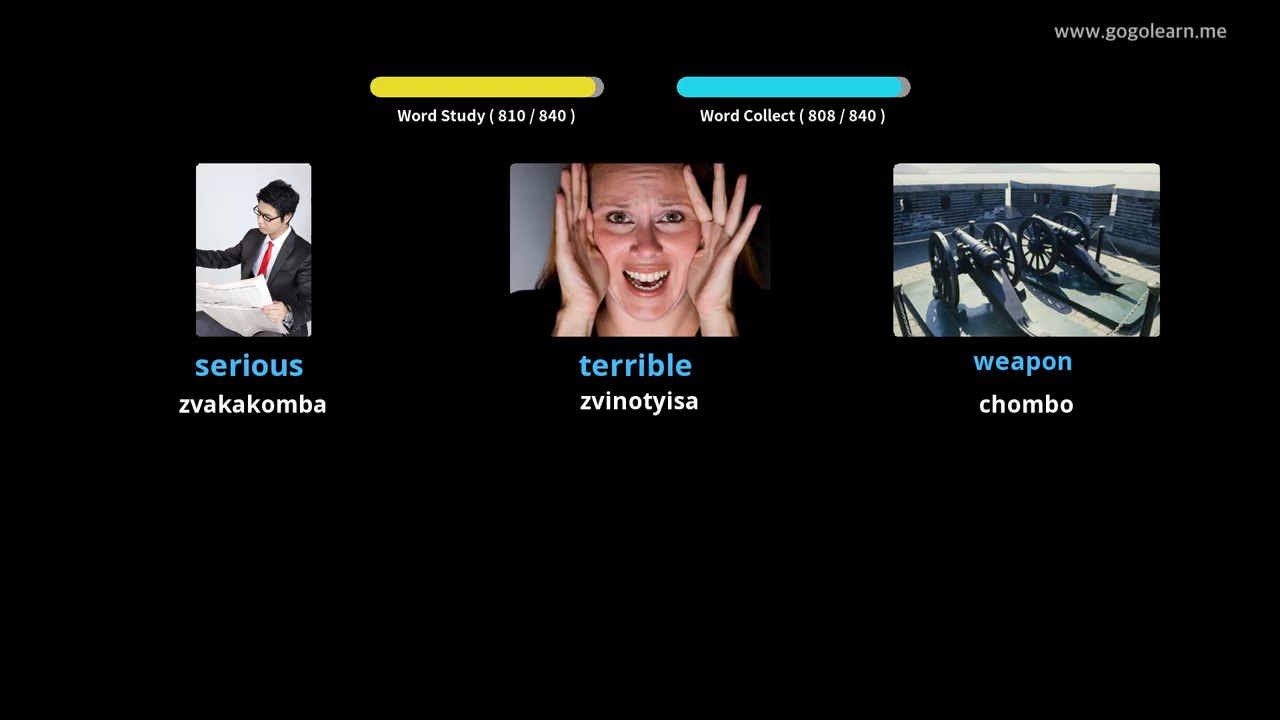 www.gogolearn.me
Word Study ( 810 / 840 )
Word Collect ( 808 / 840 )
serious
zvakakomba
terrible
zvinotyisa
weapon
chombo